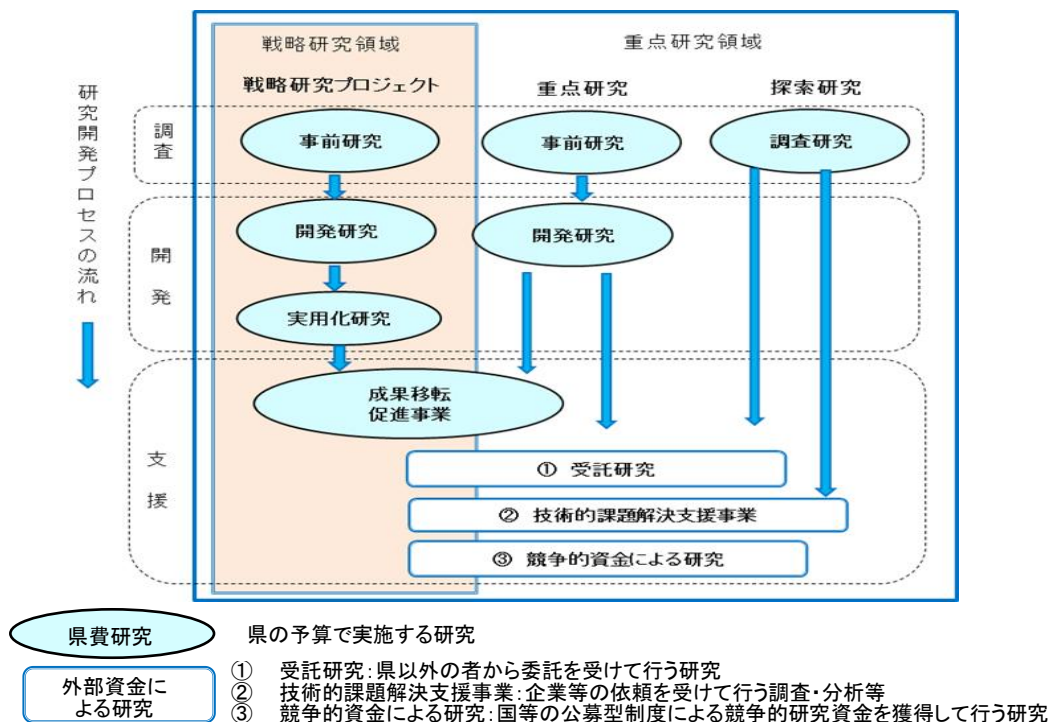 戦略研究領域
重点研究領域
戦略研究プロジェクト
重点研究
探索研究
研究開発プロセスの流れ
調査
事前研究
事前研究
調査研究
開発
開発研究
開発研究
実用化研究
支援
成果移転
促進事業
① 受託研究
② 技術的課題解決支援事業
③ 競争的資金による研究
県費研究
県の予算で実施する研究
外部資金に
よる研究
① 受託研究:県以外の者から委託を受けて行う研究
② 技術的課題解決支援事業:企業等の依頼を受けて行う調査・分析等
③ 競争的資金による研究:国等の公募型制度による競争的研究資金を獲得して行う研究